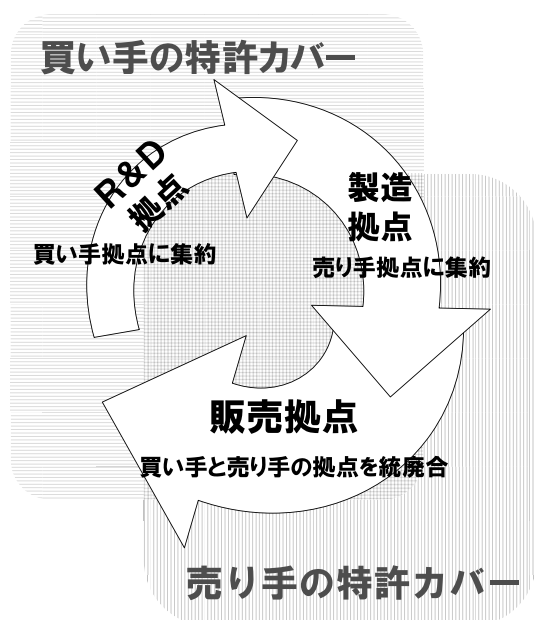 買い手の特許カバー
R&D
拠点
買い手拠点に集約
製造
拠点
売り手拠点に集約
販売拠点
買い手と売り手の拠点を統廃合
売り手の特許カバー